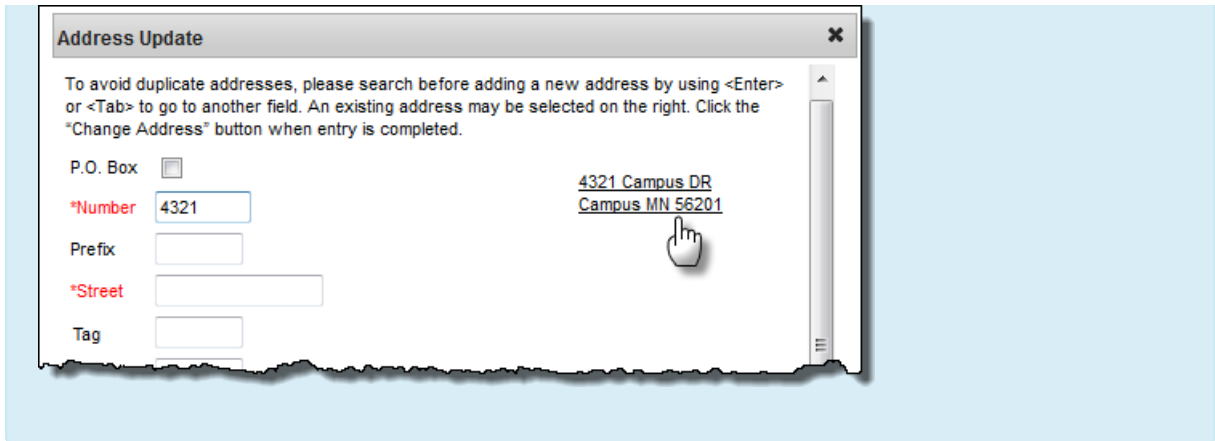 Address Update
To avoid duplicate addresses, please search before adding a new address by using <Enter>
or <Tab> to go to another field. An existing address may be selected on the right. Click the
“Change Address” button when entry is completed.
P.O. Box
4321 Campus DR
Campus MN 56201
*Number 4321
Prefix
*Street
Tag